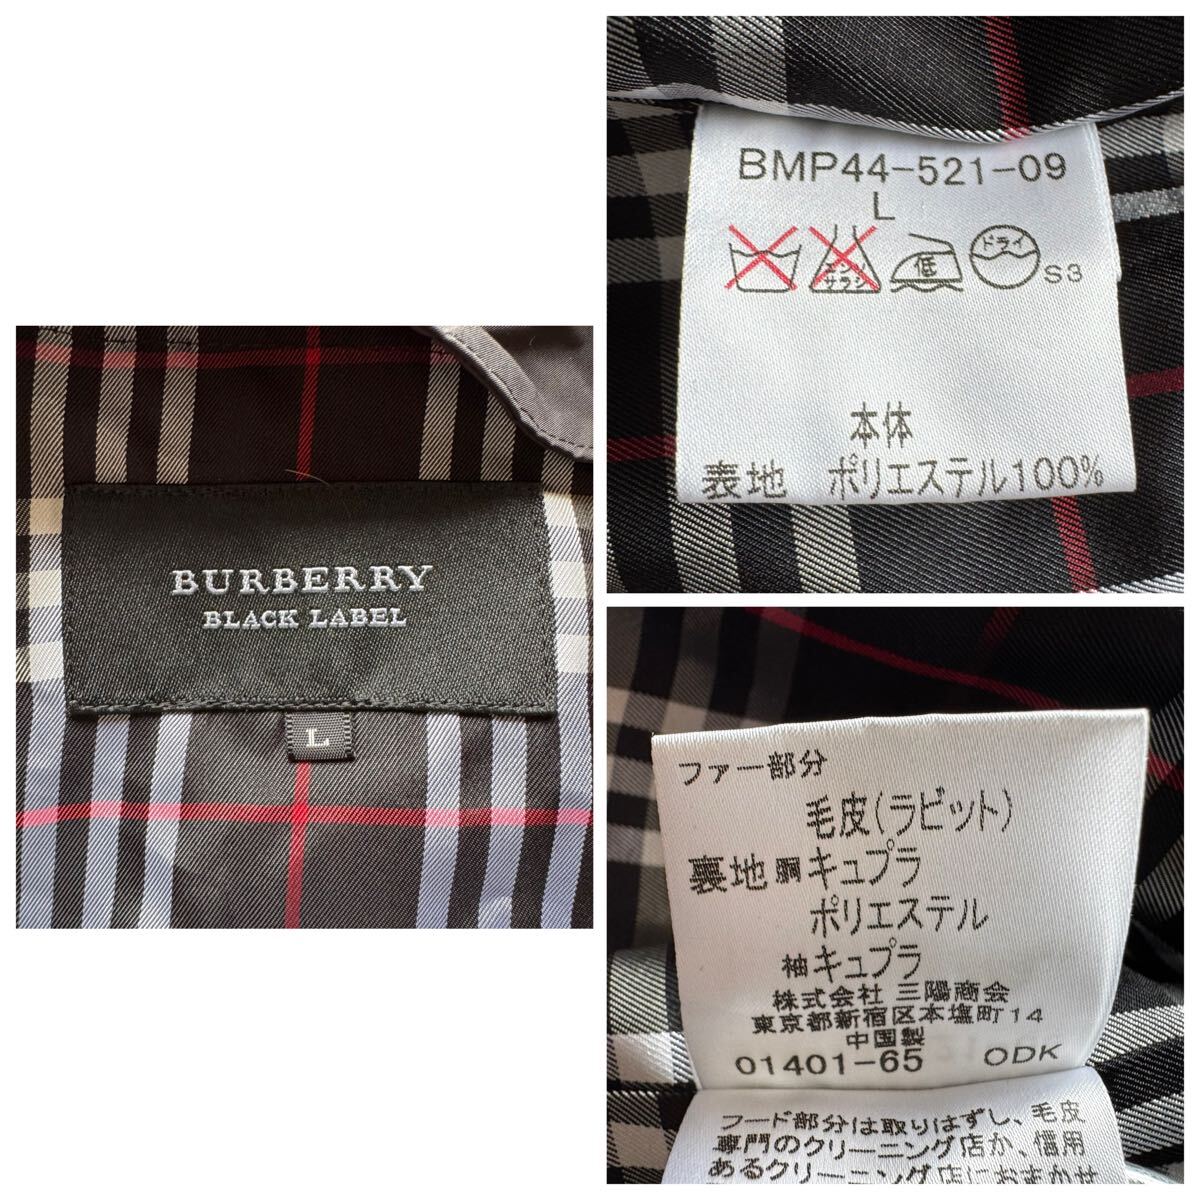 BURBERRY
BLACK LABEL
L
BMP44-521-09
L
エンソ
サラシ
低
ドライ
S3
本体
表地 ポリエステル100%
ファー部分
毛皮(ラビット)
裏地 胴 キュプラ
ポリエステル
袖 キュプラ
株式会社 三陽商会
東京都新宿区本塩町14
中国製
01401-65 ODK
フード部分は取りはずし、毛皮
専門のクリーニング店か、信用
あるクリーニング店におまかせ